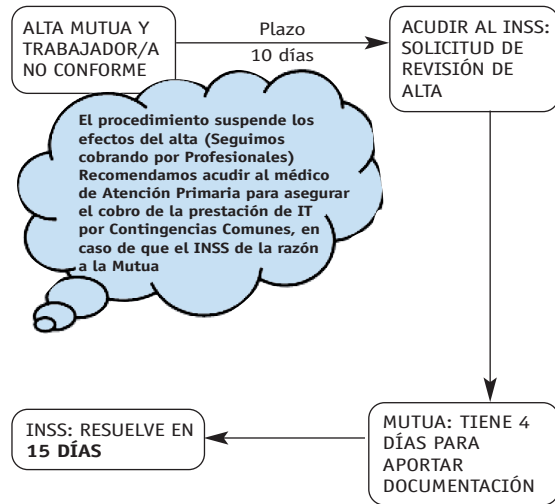 ALTA MUTUA Y
TRABAJADOR/A
NO CONFORME
Plazo
10 días
ACUDIR AL INSS:
SOLICITUD DE
REVISIÓN DE
ALTA
El procedimiento suspende los
efectos del alta (Seguimos
cobrando por Profesionales)
Recomendamos acudir al médico
de Atención Primaria para asegurar
el cobro de la prestación de IT
por Contingencias Comunes, en
caso de que el INSS de la razón
a la Mutua
MUTUA: TIENE 4
DÍAS PARA
APORTAR
DOCUMENTACIÓN
INSS: RESUELVE EN
15 DÍAS